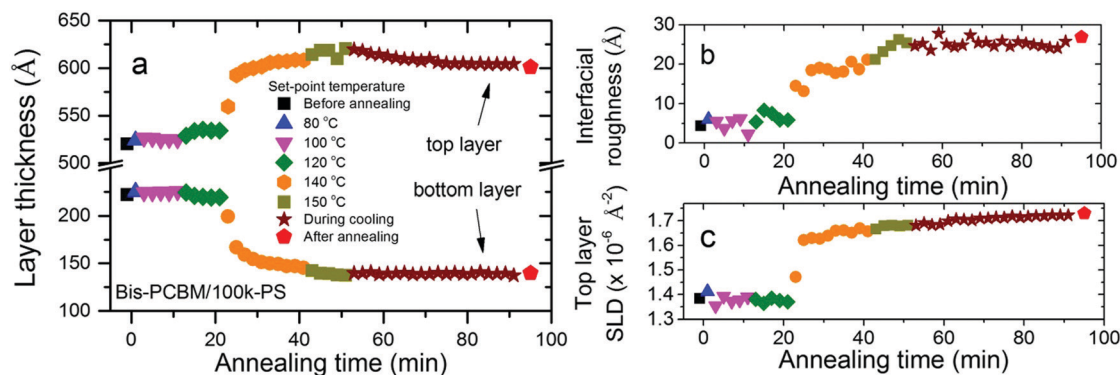 a
Layer thickness (Å)
600
550
500
200
150
100
Set-point temperature
Before annealing
80 °C
100 °C
120 °C
140 °C
150 °C
During cooling
After annealing
top layer
bottom layer
Bis-PCBM/100k-PS
0 20 40 60 80 100
Annealing time (min)
b
Interfacial
roughness (Å)
30
20
10
0
0 20 40 60 80 100
Annealing time (min)
c
Top layer
SLD (x 10⁻⁶ Å⁻²)
1.7
1.6
1.5
1.4
1.3
0 20 40 60 80 100
Annealing time (min)